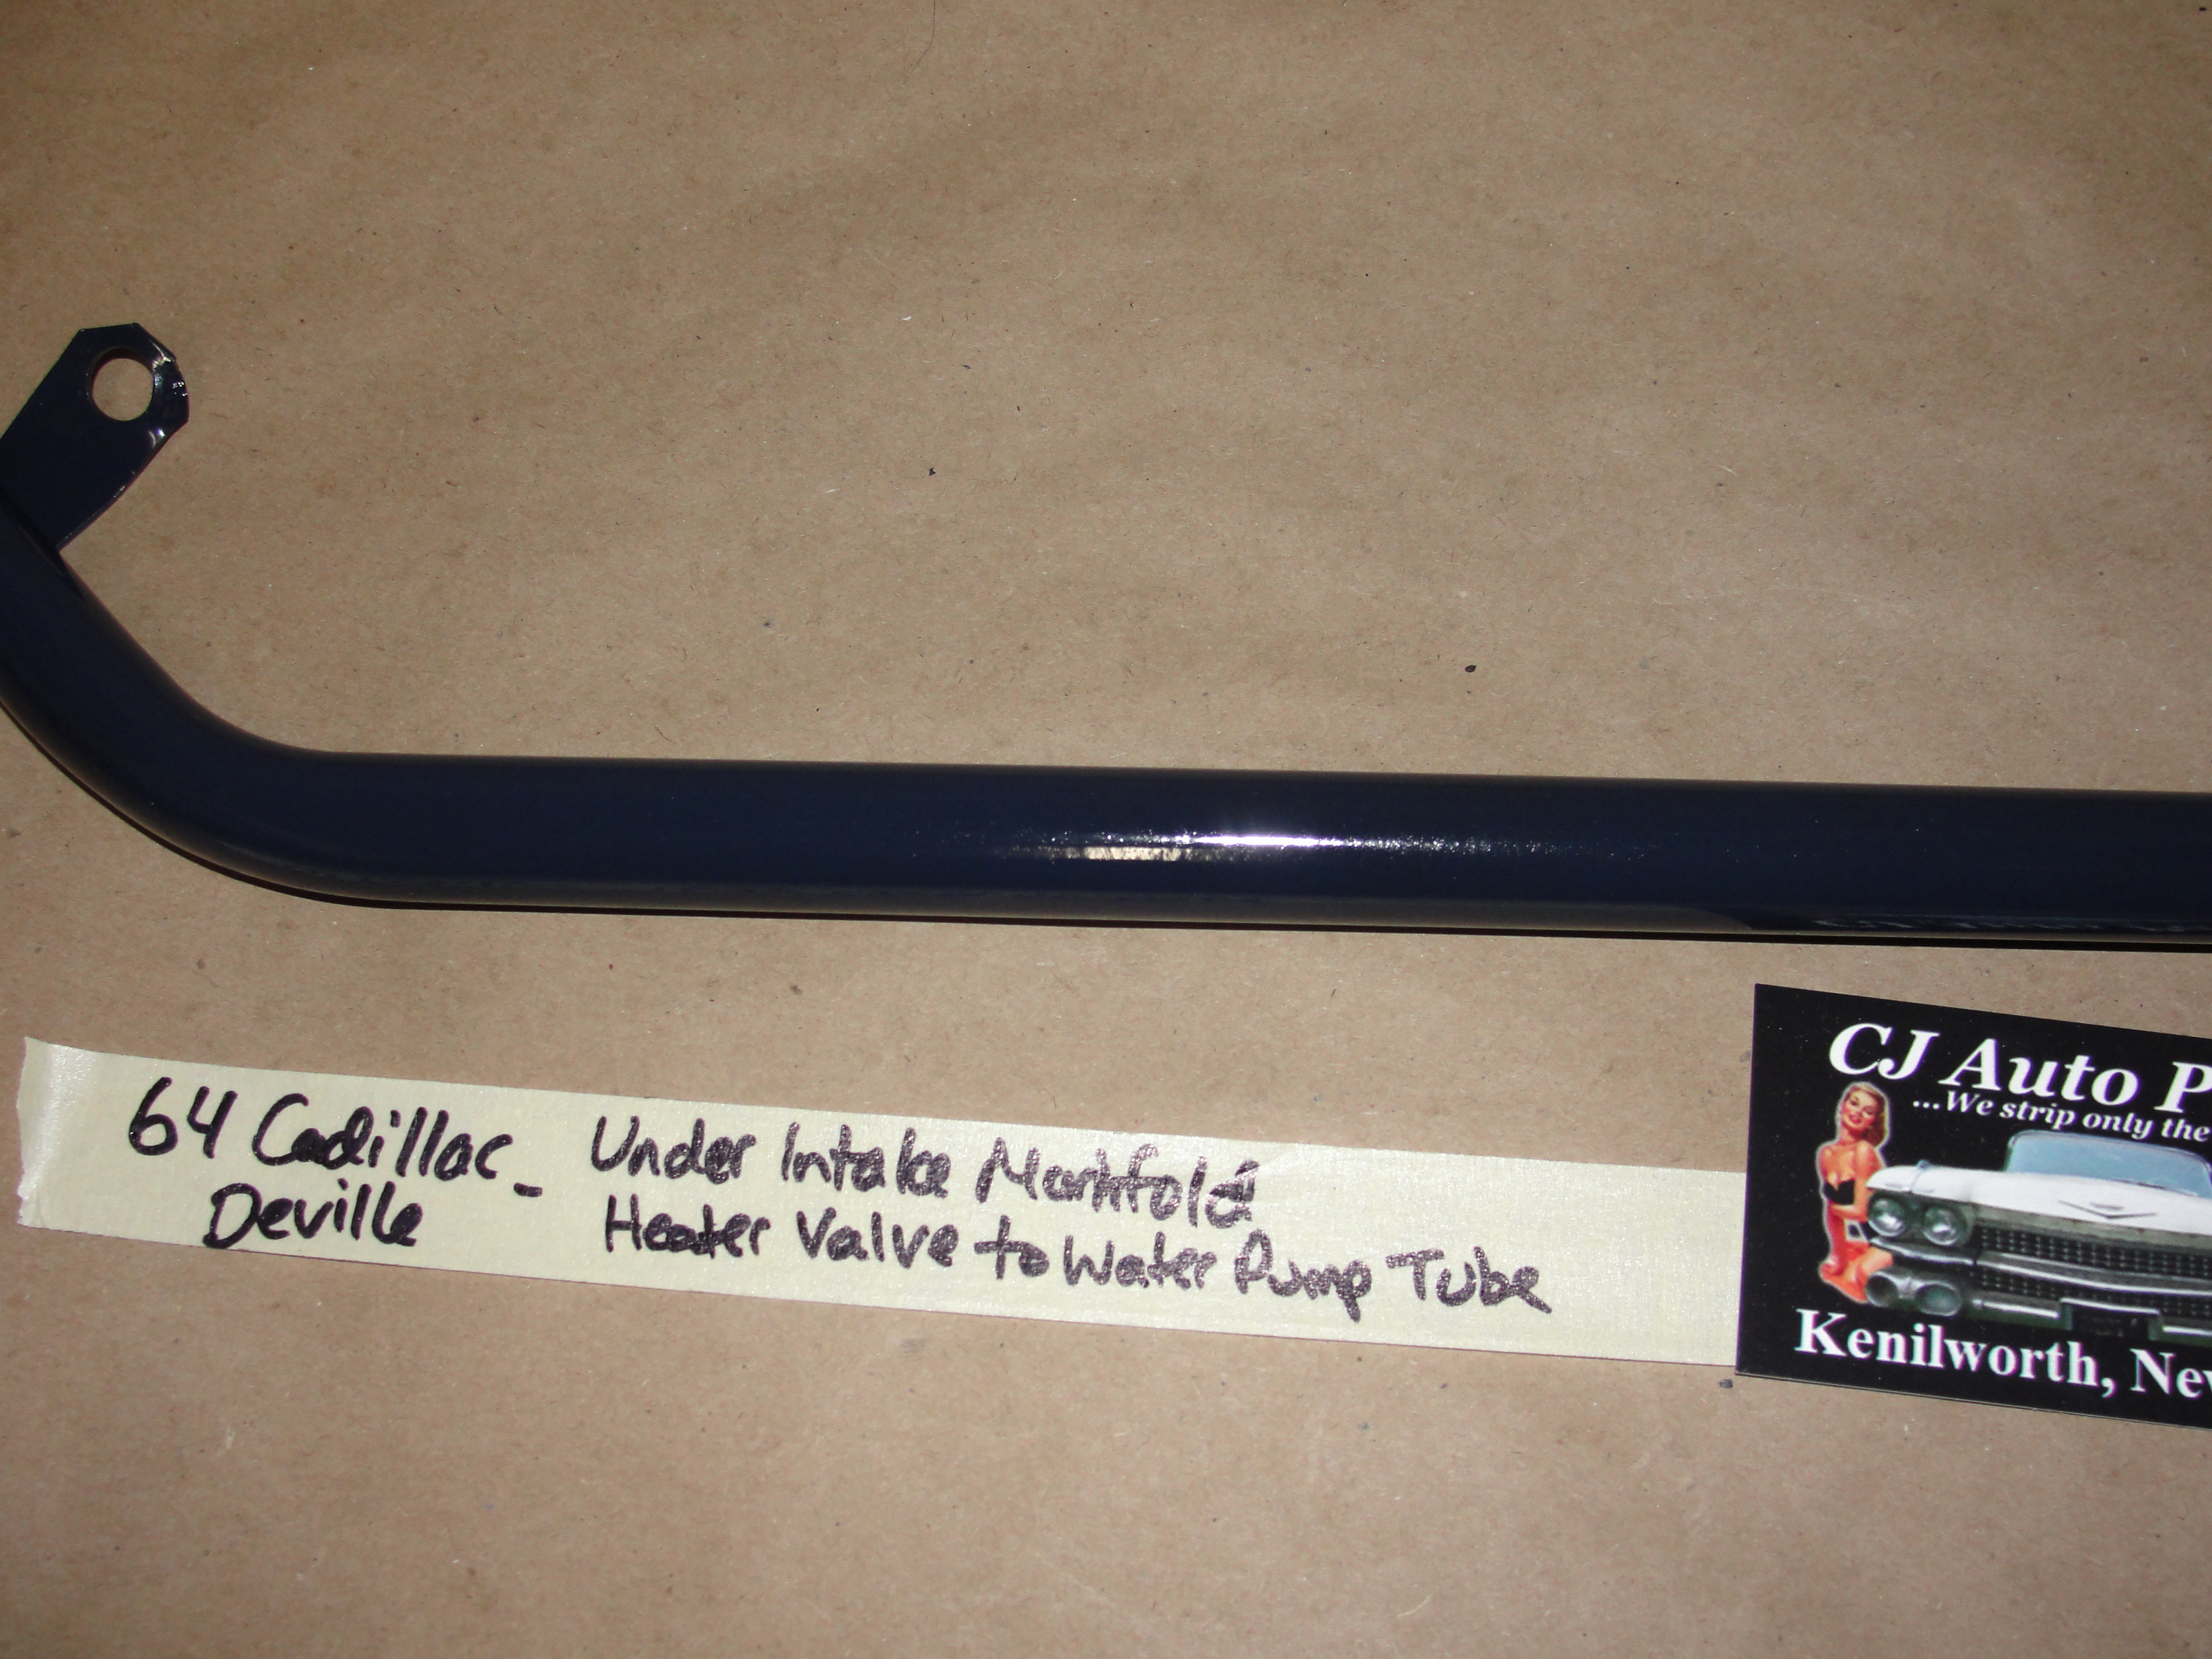 64 Cadillac -
Deville
Under Intake Manifold
Heater Valve to Water Pump Tube
CJ Auto P
...We strip only the
Kenilworth, New